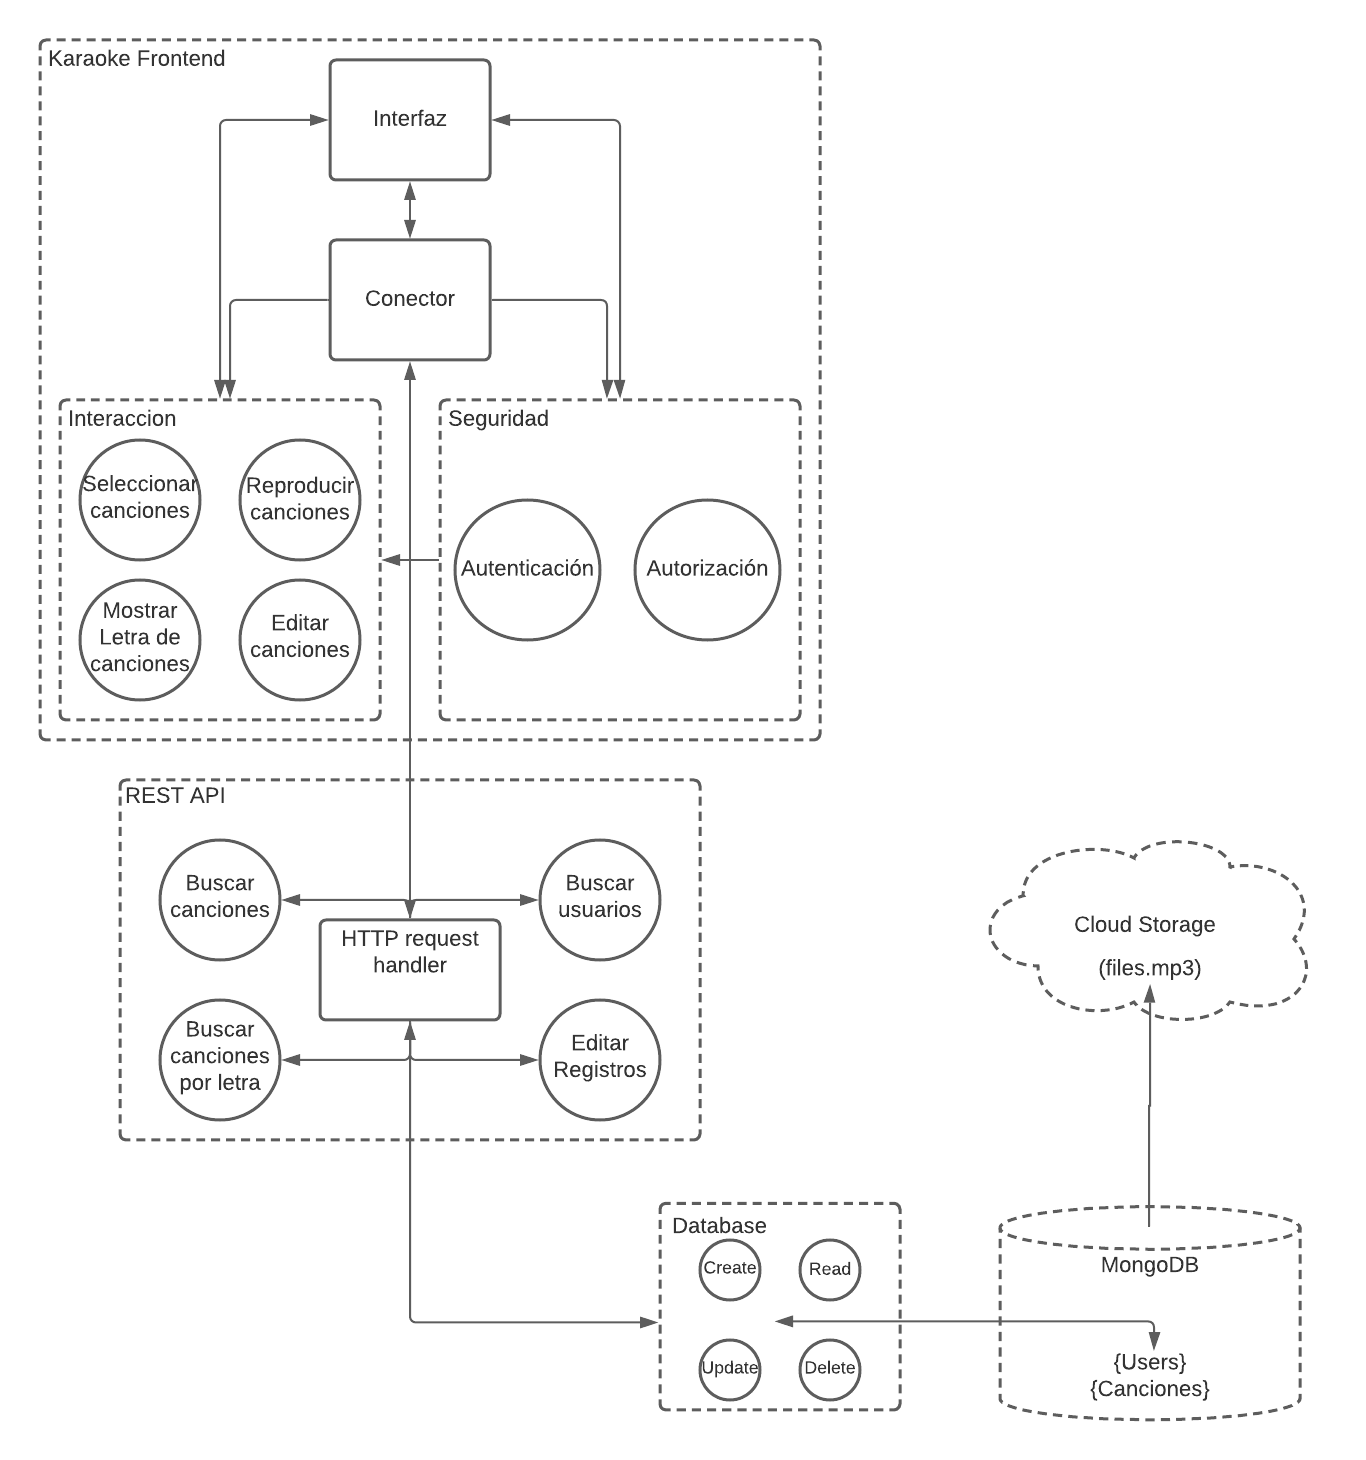 Karaoke Frontend
Interfaz
Conector
Interaccion
Seleccionar
canciones
Reproducir
canciones
Mostrar
Letra de
canciones
Editar
canciones
Seguridad
Autenticación
Autorización
REST API
Buscar
canciones
Buscar
usuarios
HTTP request
handler
Buscar
canciones
por letra
Editar
Registros
Cloud Storage
(files.mp3)
Database
Create
Read
Update
Delete
MongoDB
{Users}
{Canciones}